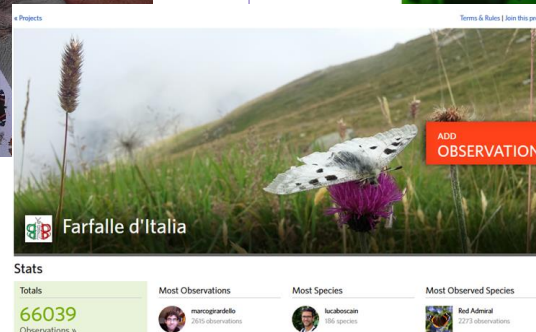 « Projects
Terms & Rules | Join this pro
ADD
OBSERVATION
Farfalle d'Italia
Stats
Totals
Most Observations
Most Species
Most Observed Species
66039
Observations »
marcogirardello
2615 observations
lucaboscain
186 species
Red Admiral
2273 observations